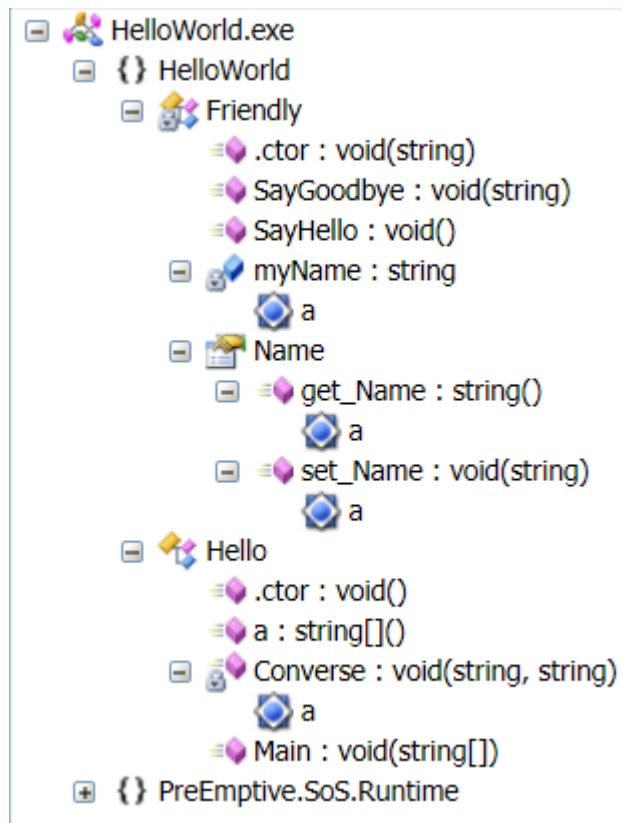 HelloWorld.exe
{} HelloWorld
Friendly
.ctor : void(string)
SayGoodbye : void(string)
SayHello : void()
myName : string
a
Name
get_Name : string()
a
set_Name : void(string)
a
Hello
.ctor : void()
a : string[]()
Converse : void(string, string)
a
Main : void(string[])
{} PreEmptive.SoS.Runtime